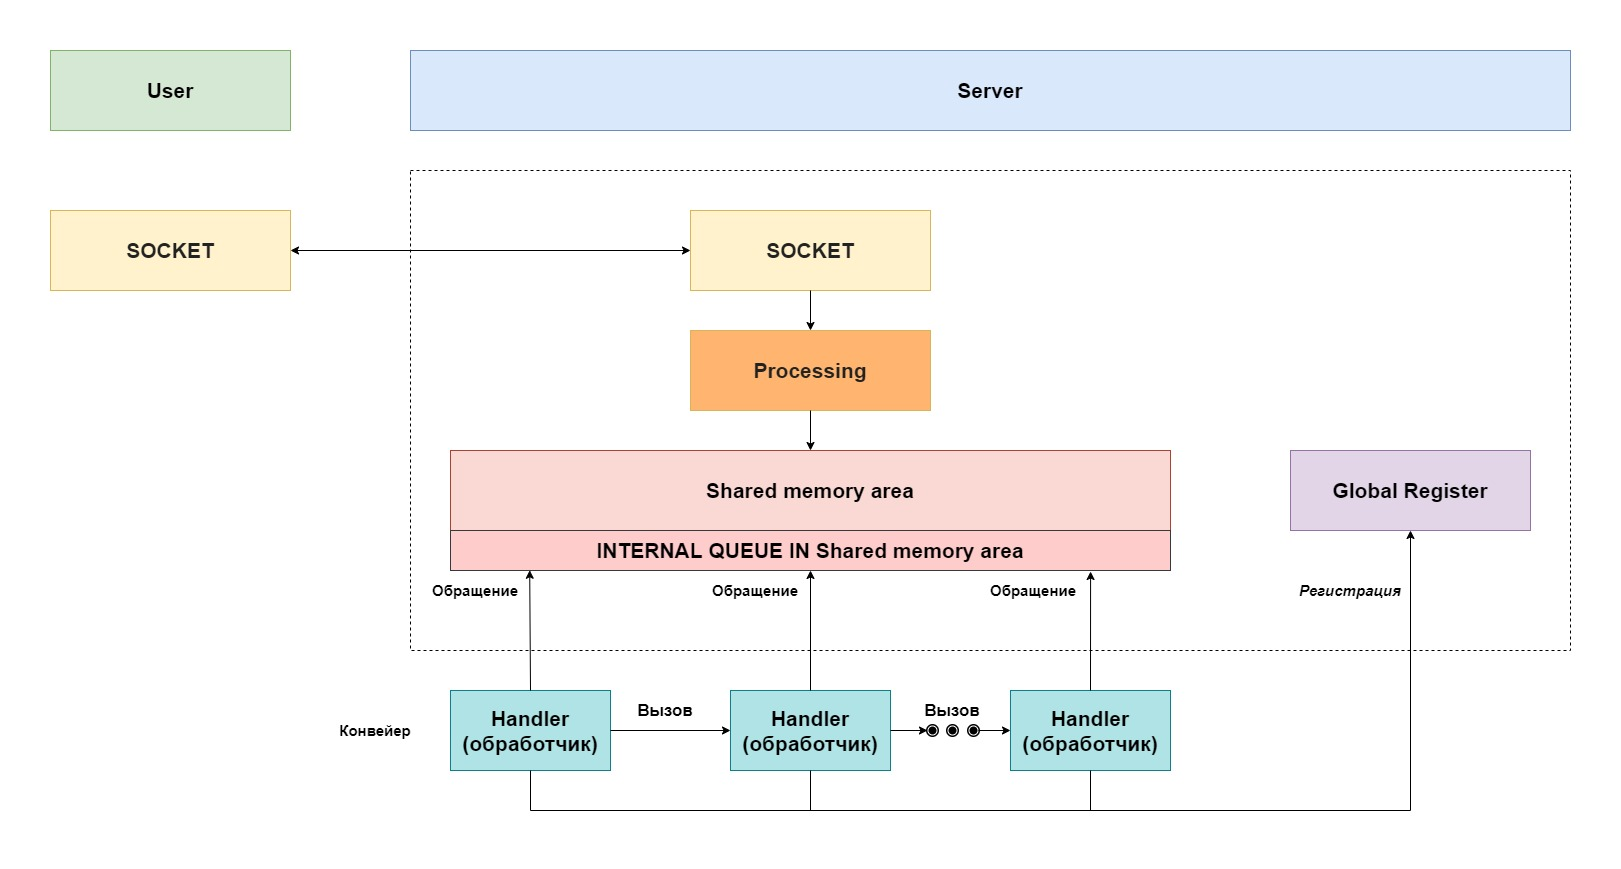 User
Server
SOCKET
SOCKET
Processing
Shared memory area
Global Register
INTERNAL QUEUE IN Shared memory area
Обращение
Обращение
Обращение
Регистрация
Конвейер
Handler
(обработчик)
Вызов
Handler
(обработчик)
Вызов
Handler
(обработчик)